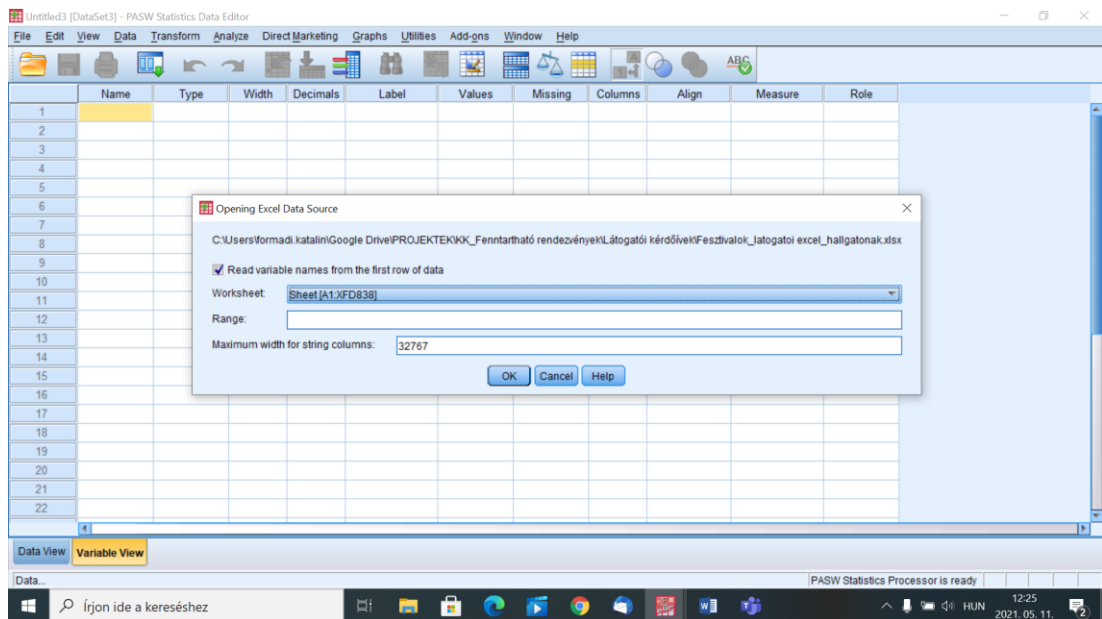 Untitled3 [DataSet3] - PASW Statistics Data Editor
File Edit View Data Transform Analyze Direct Marketing Graphs Utilities Add-ons Window Help
Name Type Width Decimals Label Values Missing Columns Align Measure Role
1
2
3
4
5
6
7
8
9
10
11
12
13
14
15
16
17
18
19
20
21
22
Opening Excel Data Source
C:\Users\formadi.katalin\Google Drive\PROJEKTEK\KK_Fenntartható rendezvények\Látogatói kérdőívek\Fesztivalok_latogatoi excel_hallgatonak.xlsx
Read variable names from the first row of data
Worksheet: Sheet [A1:XFD838]
Range:
Maximum width for string columns: 32767
OK Cancel Help
Data View Variable View
Data... PASW Statistics Processor is ready
Írjon ide a kereséshez
HUN 12:25
2021. 05. 11.
2